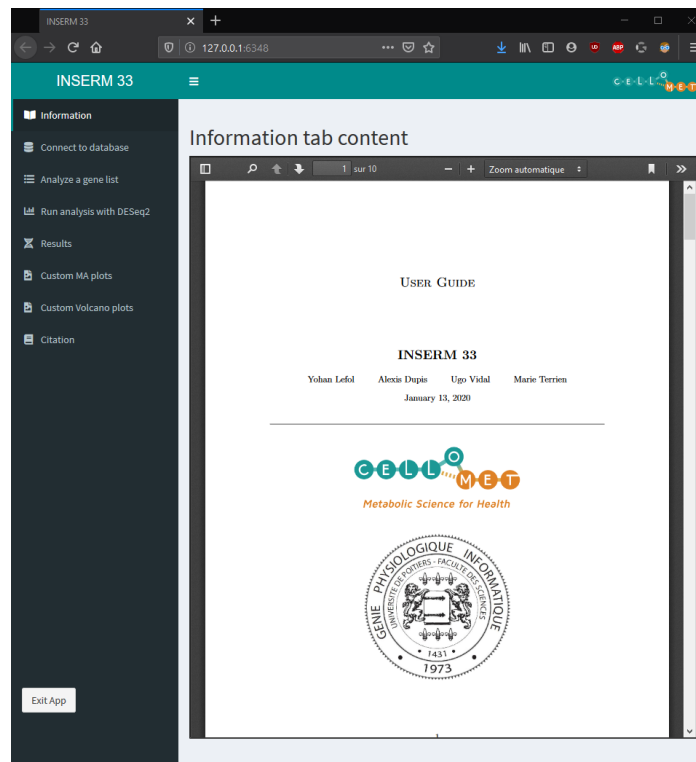 INSERM 33
127.0.0.1:6348
INSERM 33
C-E-L-L-O
M-E-T
Information
Connect to database
Analyze a gene list
Run analysis with DESeq2
Results
Custom MA plots
Custom Volcano plots
Citation
Exit App
Information tab content
1 sur 10
Zoom automatique
USER GUIDE
INSERM 33
Yohan Lefol Alexis Dupis Ugo Vidal Marie Terrien
January 13, 2020
CELLOMET
Metabolic Science for Health
GENIE PHYSIOLOGIQUE INFORMATIQUE
UNIVERSITE DE POITIERS - FACULTE DES SCIENCES
1431
1973